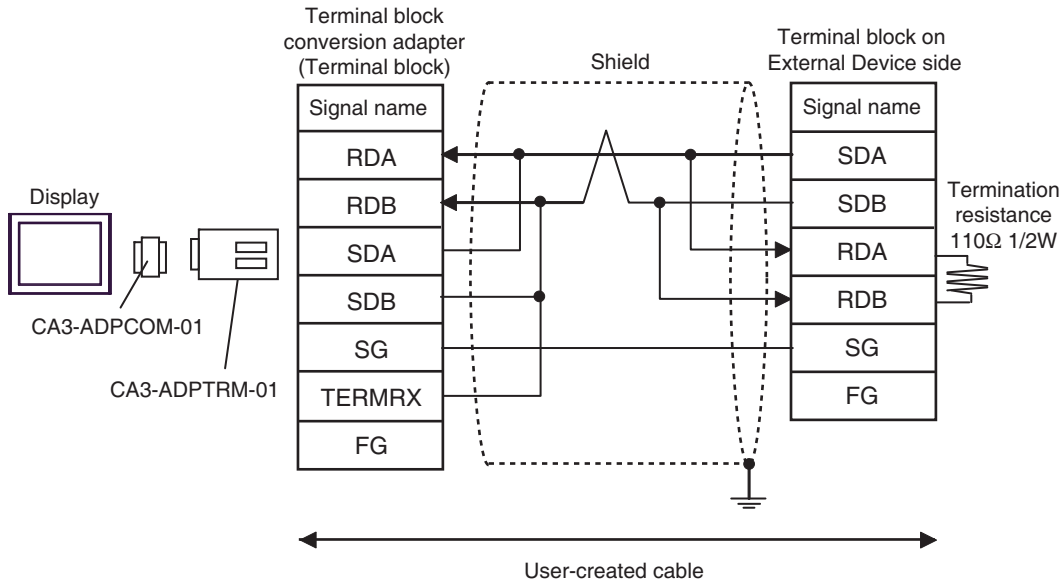 Terminal block
conversion adapter
(Terminal block)
Shield
Terminal block on
External Device side
Display
CA3-ADPCOM-01
CA3-ADPTRM-01
Signal name
RDA
RDB
SDA
SDB
SG
TERMRX
FG
Signal name
SDA
SDB
RDA
RDB
SG
FG
Termination
resistance
110Ω 1/2W
User-created cable